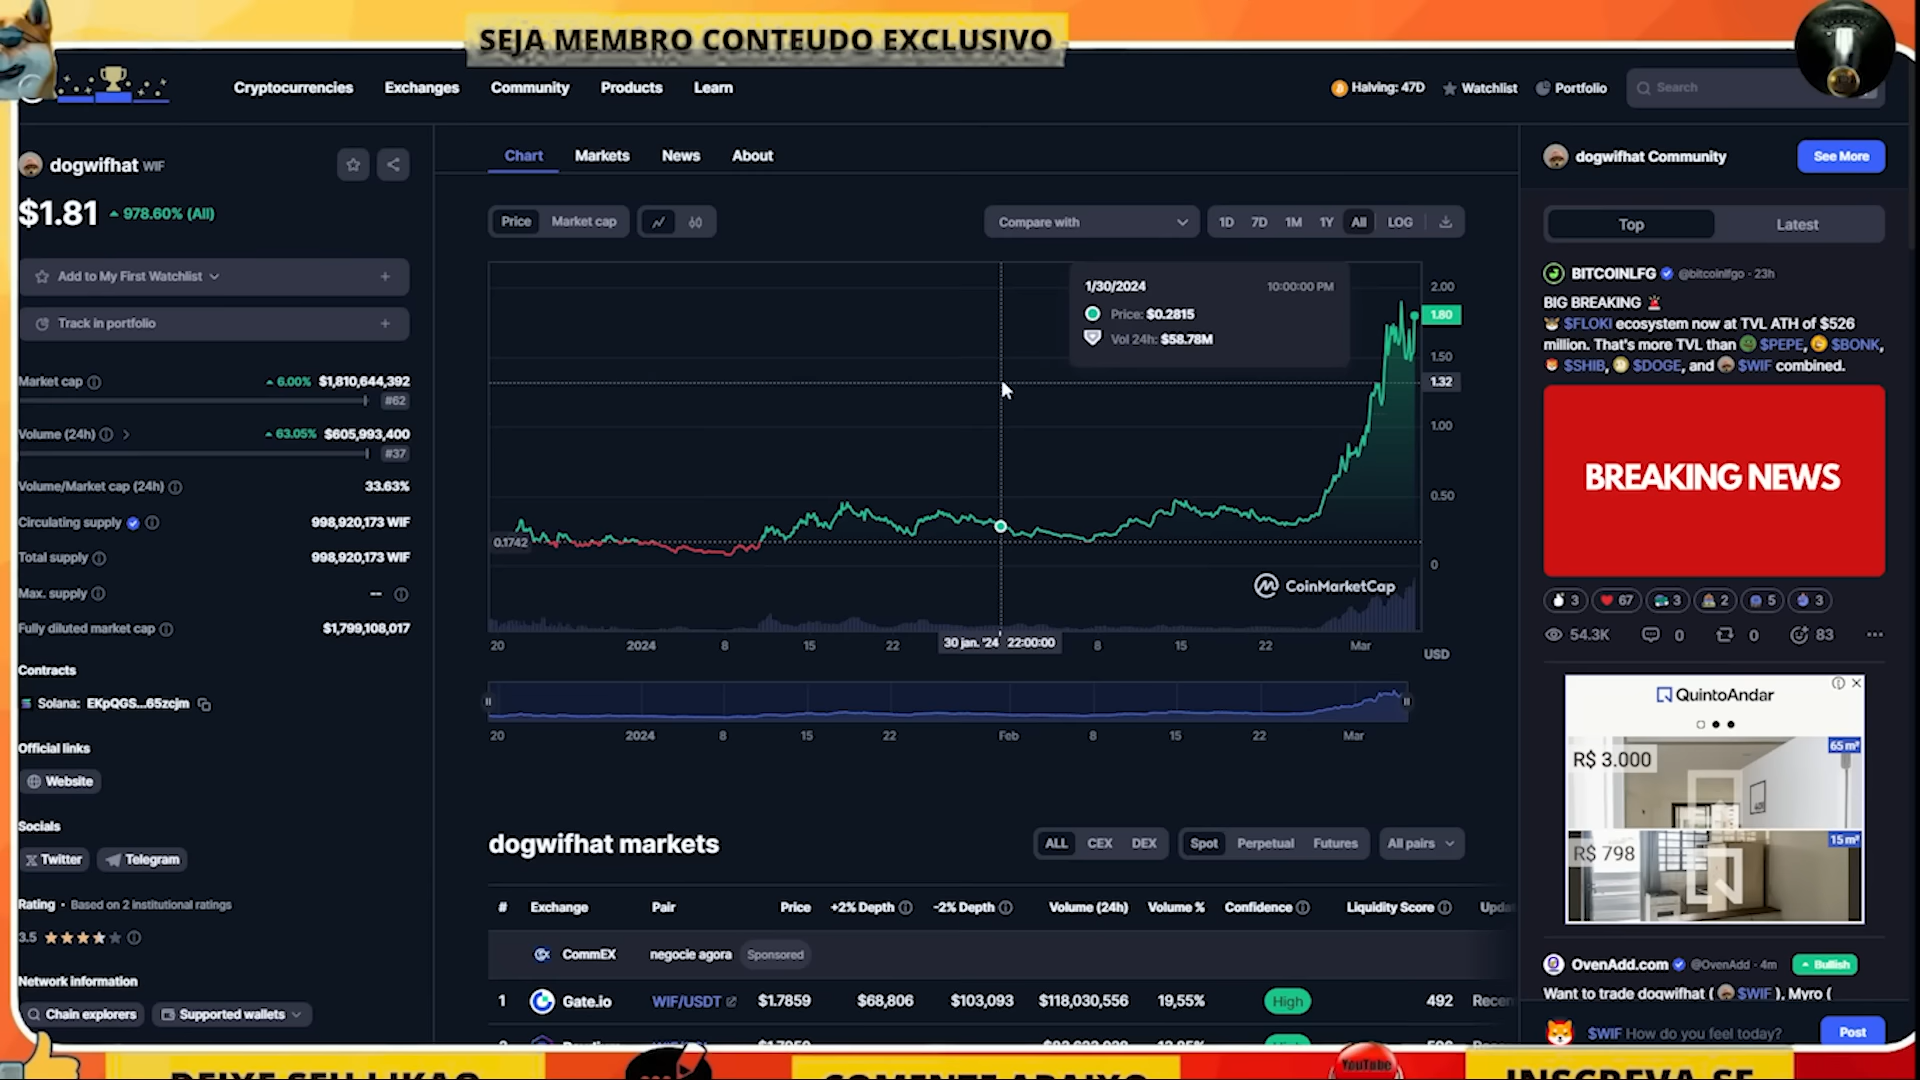 SEJA MEMBRO CONTEUDO EXCLUSIVO
Cryptocurrencies Exchanges Community Products Learn
Halving: 47D Watchlist Portfolio Search
dogwifhat WIF
$1.81 978.60% (All)
Add to My First Watchlist +
Track in portfolio +
Market cap 6.00% $1,810,644,392
#62
Volume (24h) 63.05% $605,993,400
#37
Volume/Market cap (24h) 33.63%
Circulating supply 998,920,173 WIF
Total supply 998,920,173 WIF
Max. supply --
Fully diluted market cap $1,799,108,017
Contracts
Solana: EKpQGS...65zcjm
Official links
Website
Socials
Twitter Telegram
Rating • Based on 2 institutional ratings
3.5
Network information
Chain explorers Supported wallets
Chart Markets News About
Price Market cap
Compare with 1D 7D 1M 1Y All LOG
1/30/2024 10:00:00 PM
Price: $0.2815
Vol 24h: $58.78M
2.00
1.80
1.50
1.32
1.00
0.50
0
0.1742
CoinMarketCap
20 2024 8 15 22 30 jan. '24 22:00:00 8 15 22 Mar
USD
20 2024 8 15 22 Feb 8 15 22 Mar
dogwifhat markets
ALL CEX DEX Spot Perpetual Futures All pairs
# Exchange Pair Price +2% Depth -2% Depth Volume (24h) Volume % Confidence Liquidity Score
CommEX negocie agora Sponsored
1 Gate.io WIF/USDT $1.7859 $68,806 $103,093 $118,030,556 19,55% High 492
dogwifhat Community See More
Top Latest
BITCOINLFG @bitcoinlfgo · 23h
BIG BREAKING
$FLOKI ecosystem now at TVL ATH of $526
million. That's more TVL than $PEPE, $BONK,
$SHIB, $DOGE, and $WIF combined.
BREAKING NEWS
3 67 3 2 5 3
54.3K 0 0 83
QuintoAndar
65 m²
R$ 3.000
15 m²
R$ 798
OvenAdd.com @OvenAdd · 4m Bullish
Want to trade dogwifhat ( $WIF ), Myro (
$WIF How do you feel today? Post
DEIXE SEU LIKAO
COMENTE ABAIXO
YouTube
INSCREVA-SE